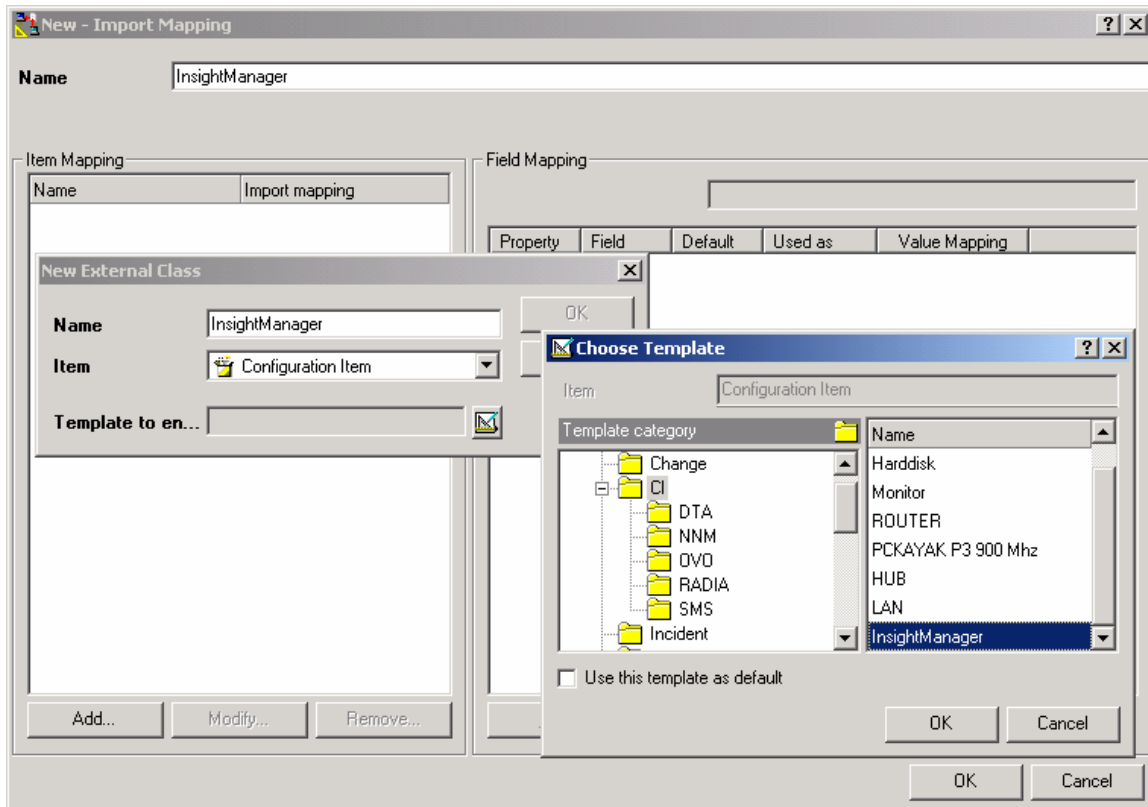 New - Import Mapping
Name InsightManager
Item Mapping
Name Import mapping
Field Mapping
Property Field Default Used as Value Mapping
New External Class
Name InsightManager
Item Configuration Item
Template to en...
OK
Choose Template
Item Configuration Item
Template category
Change
CI
DTA
NNM
OVO
RADIA
SMS
Incident
Name
Harddisk
Monitor
ROUTER
PCKAYAK P3 900 Mhz
HUB
LAN
InsightManager
Use this template as default
OK Cancel
Add... Modify... Remove...
OK Cancel